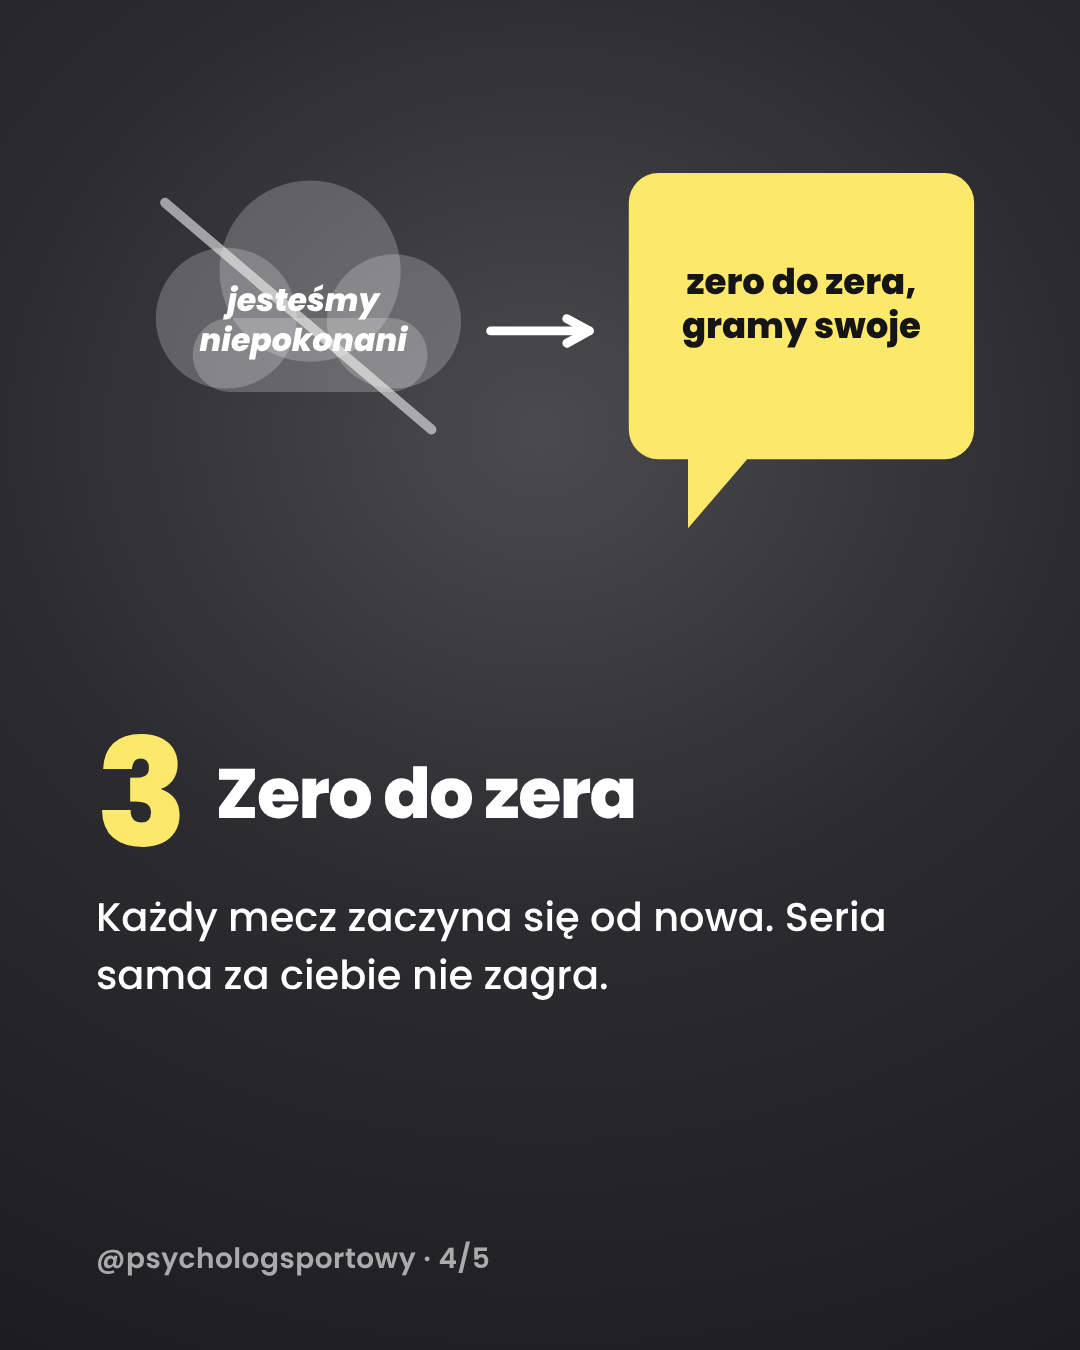 jesteśmy
niepokonani
zero do zera,
gramy swoje
3 Zero do zera
Każdy mecz zaczyna się od nowa. Seria
sama za ciebie nie zagra.
@psychologsportowy · 4/5